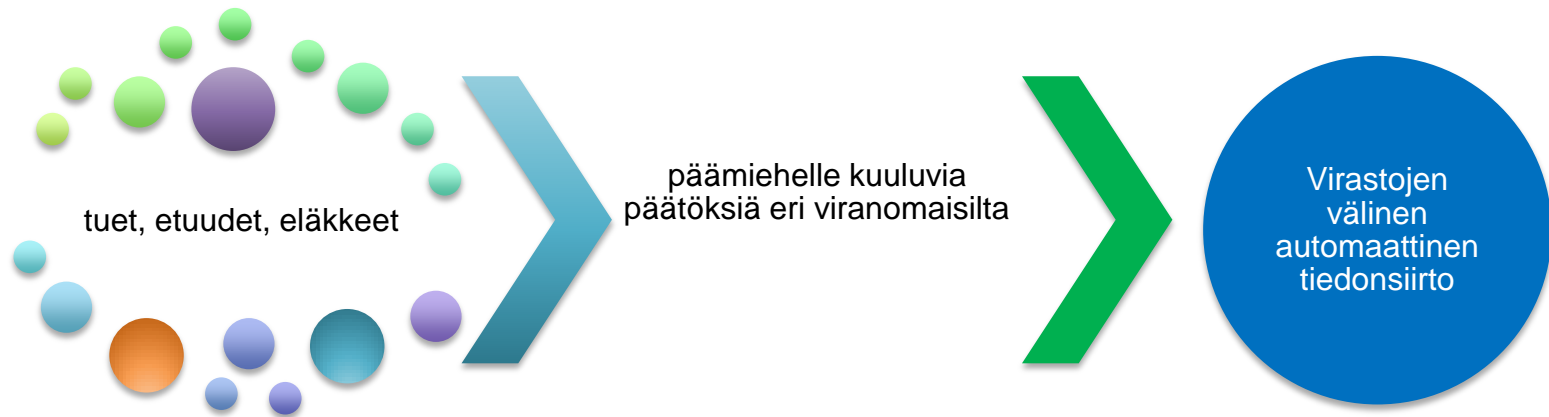 tuet, etuudet, eläkkeet
päämiehelle kuuluvia
päätöksiä eri viranomaisilta
Virastojen
välinen
automaattinen
tiedonsiirto